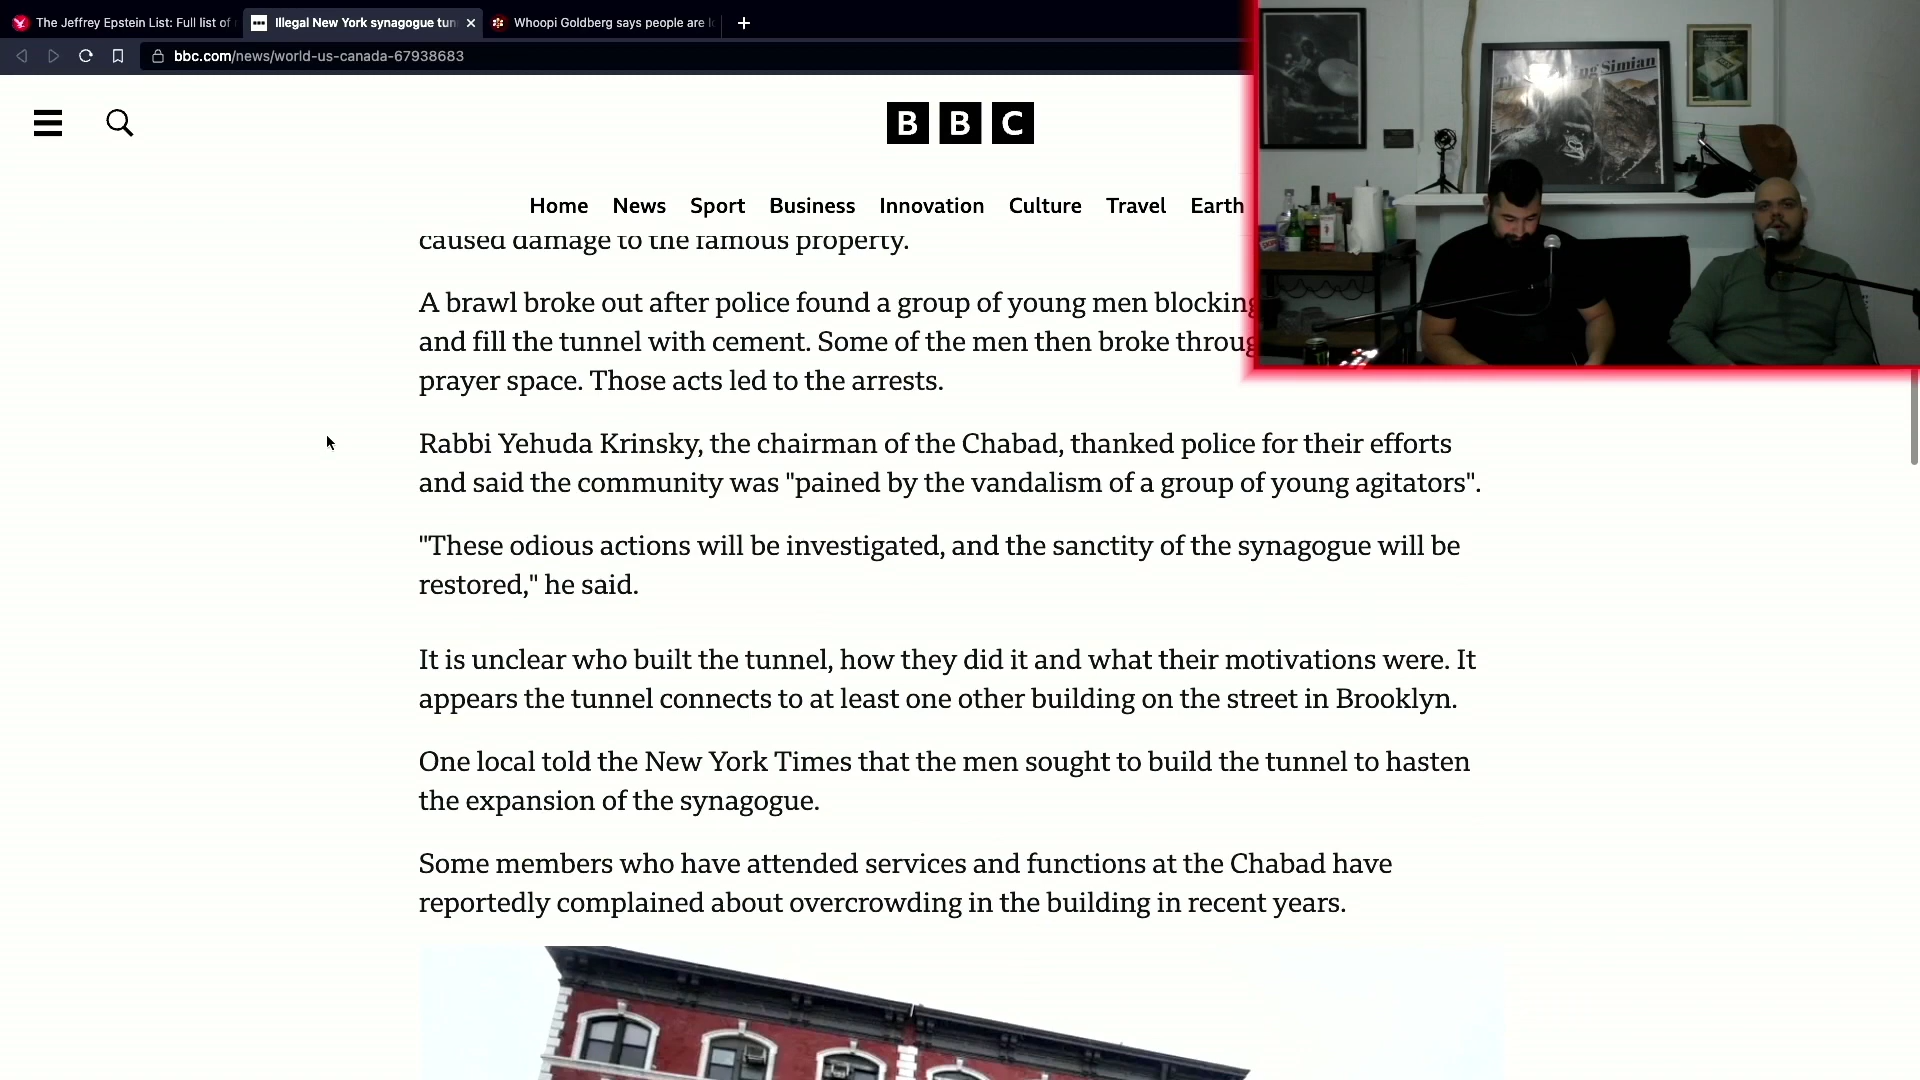 The Jeffrey Epstein List: Full list of
Illegal New York synagogue tun
Whoopi Goldberg says people are l
bbc.com/news/world-us-canada-67938683
BBC
Home News Sport Business Innovation Culture Travel Earth
caused damage to the famous property.
A brawl broke out after police found a group of young men blocking
and fill the tunnel with cement. Some of the men then broke throug
prayer space. Those acts led to the arrests.
Rabbi Yehuda Krinsky, the chairman of the Chabad, thanked police for their efforts
and said the community was "pained by the vandalism of a group of young agitators".
"These odious actions will be investigated, and the sanctity of the synagogue will be
restored," he said.
It is unclear who built the tunnel, how they did it and what their motivations were. It
appears the tunnel connects to at least one other building on the street in Brooklyn.
One local told the New York Times that the men sought to build the tunnel to hasten
the expansion of the synagogue.
Some members who have attended services and functions at the Chabad have
reportedly complained about overcrowding in the building in recent years.
Simian